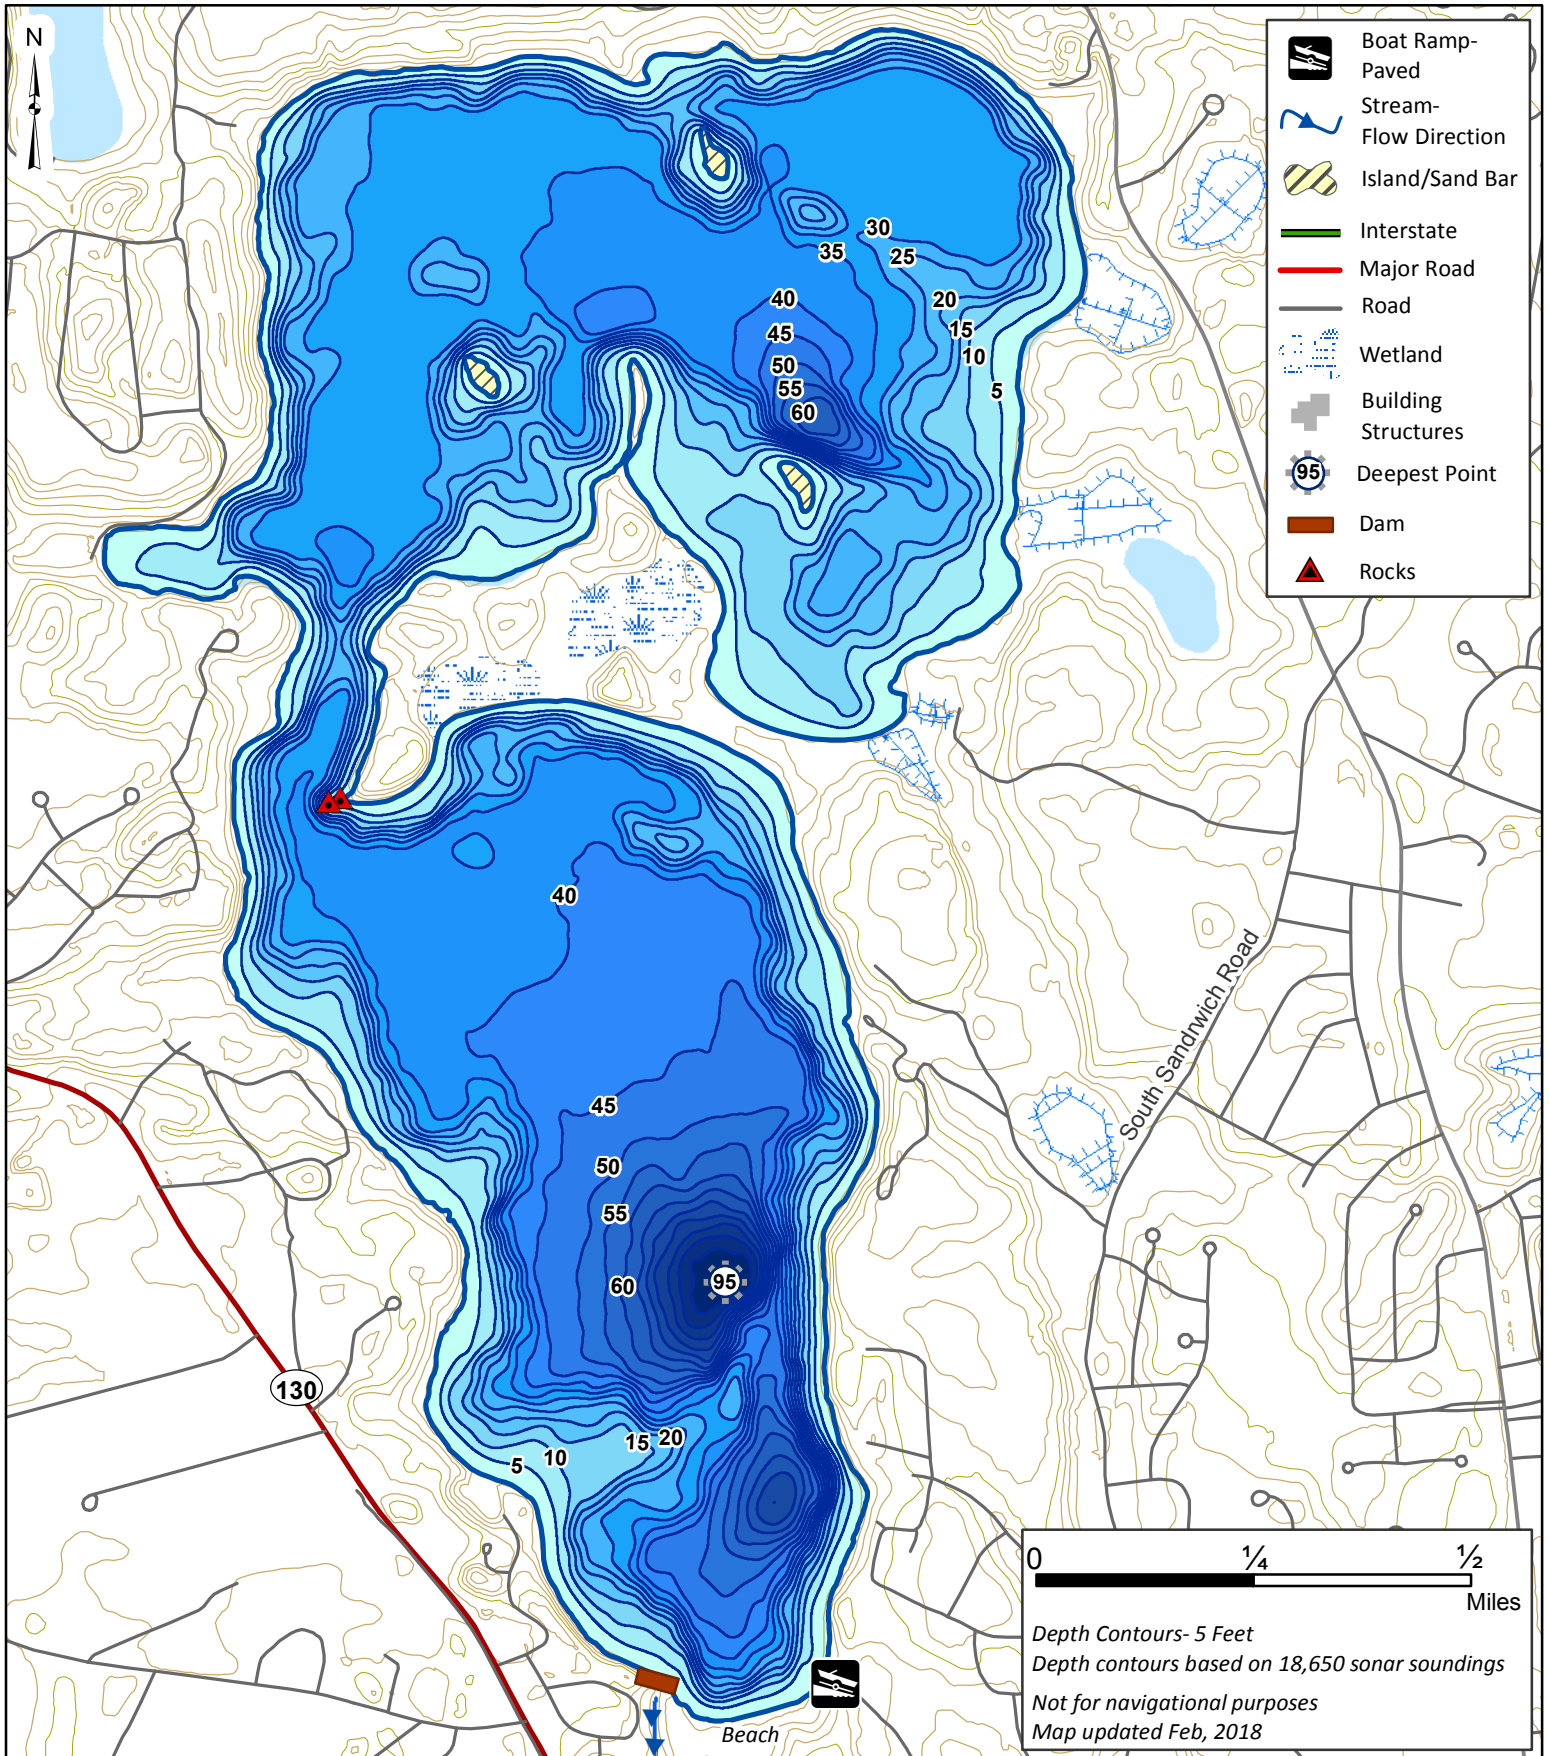 N
Boat Ramp-
Paved
Stream-
Flow Direction
Island/Sand Bar
Interstate
Major Road
Road
Wetland
Building
Structures
95
Deepest Point
Dam
Rocks
30
35
25
40
20
45
15
50
10
55
5
60
40
45
50
55
60
95
130
15
20
10
5
South Sandrwich Road
Beach
0
¼
½
Miles
Depth Contours- 5 Feet
Depth contours based on 18,650 sonar soundings
Not for navigational purposes
Map updated Feb, 2018